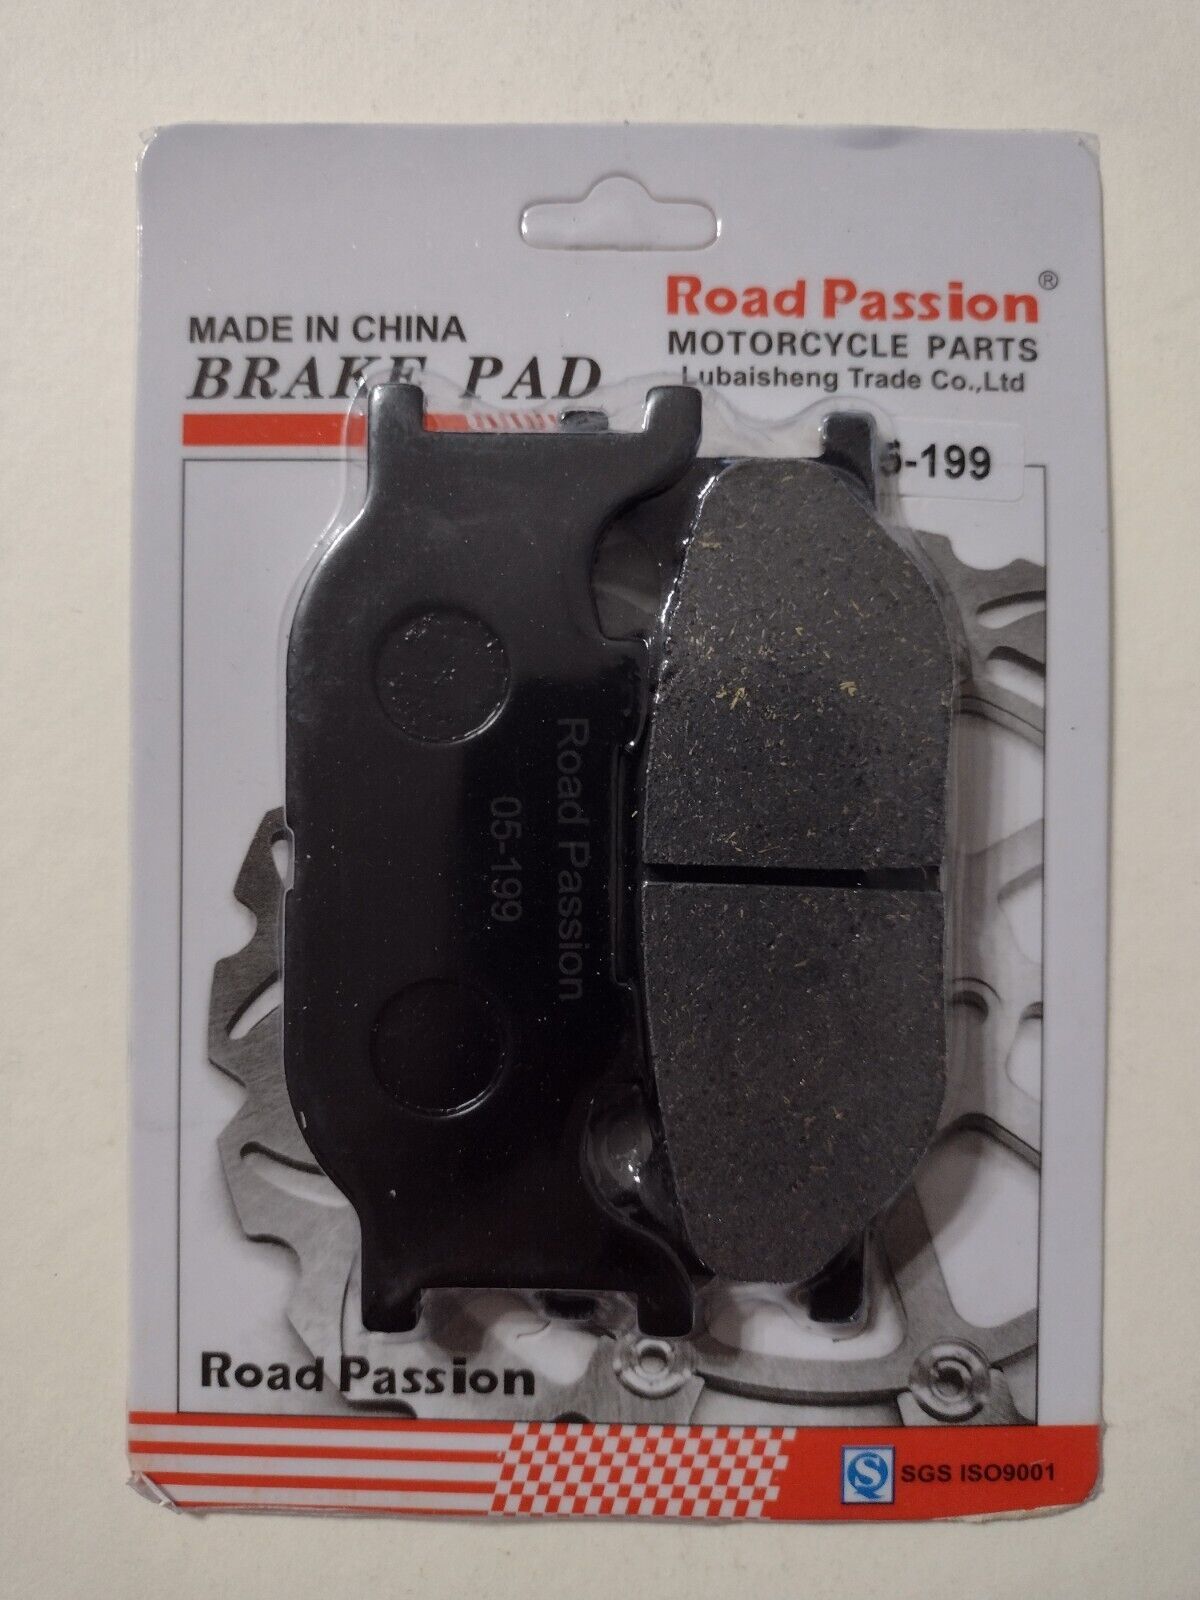 Road Passion®
MADE IN CHINA
MOTORCYCLE PARTS
BRAKE PAD
Lubaisheng Trade Co.,Ltd
5-199
Road Passion
05-199
Road Passion
SGS ISO9001